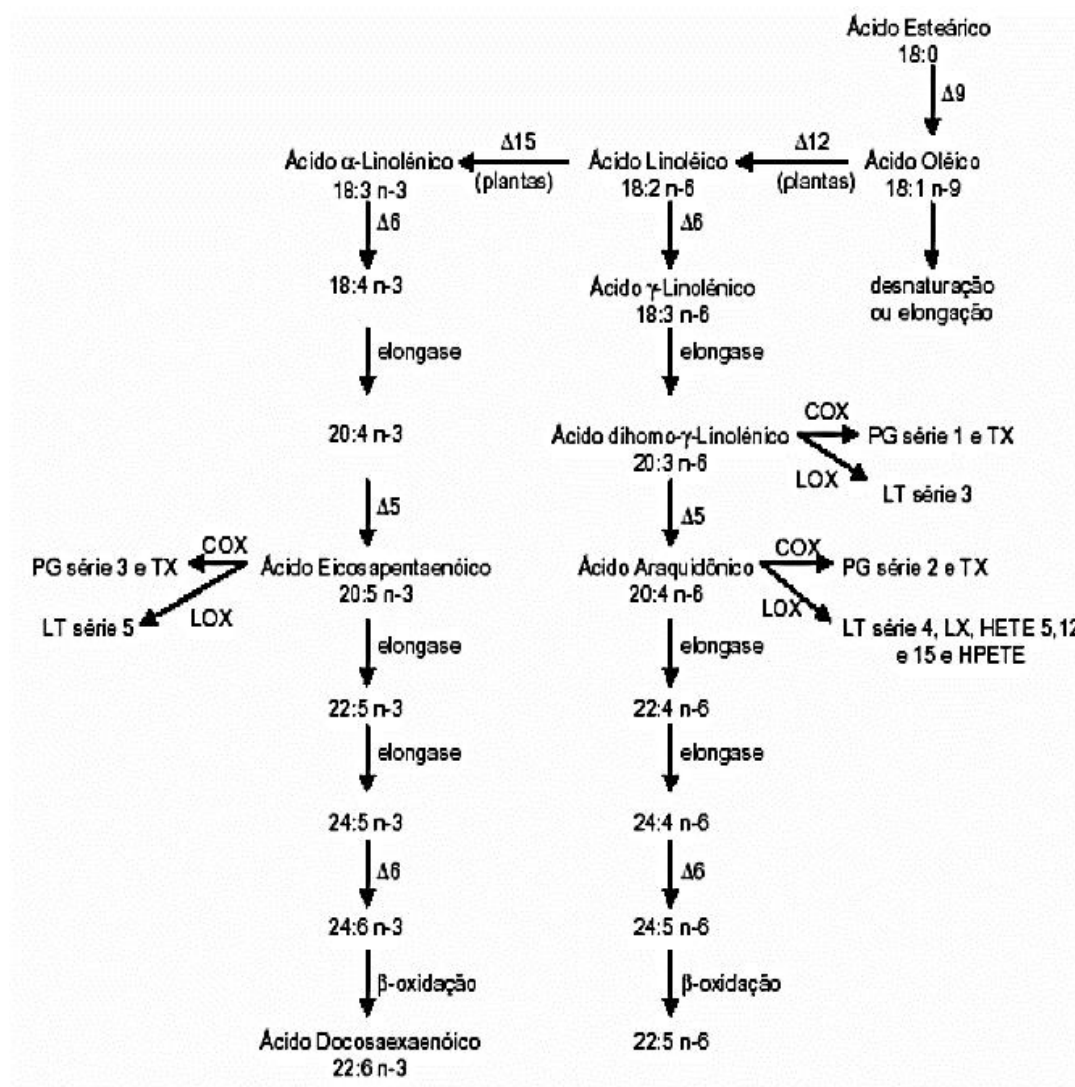 Ácido Esteárico
18:0
Δ9
Δ15
Δ12
Ácido α-Linolénico
Ácido Linoléico
Ácido Oléico
(plantas)
(plantas)
18:3 n-3
18:2 n-6
18:1 n-9
Δ6
Δ6
18:4 n-3
Ácido γ-Linolénico
18:3 n-6
desnaturação
ou elongação
elongase
elongase
20:4 n-3
Ácido dihomo-γ-Linolénico
20:3 n-6
COX
PG série 1 e TX
LOX
LT série 3
Δ5
Δ5
COX
PG série 3 e TX
LOX
LT série 5
Ácido Eicosapentaenóico
20:5 n-3
Ácido Araquidônico
20:4 n-6
COX
PG série 2 e TX
LOX
LT série 4, LX, HETE 5,12
e 15 e HPETE
elongase
elongase
22:5 n-3
22:4 n-6
elongase
elongase
24:5 n-3
24:4 n-6
Δ6
Δ6
24:6 n-3
24:5 n-6
β-oxidação
β-oxidação
Ácido Docosaexaenóico
22:6 n-3
22:5 n-6